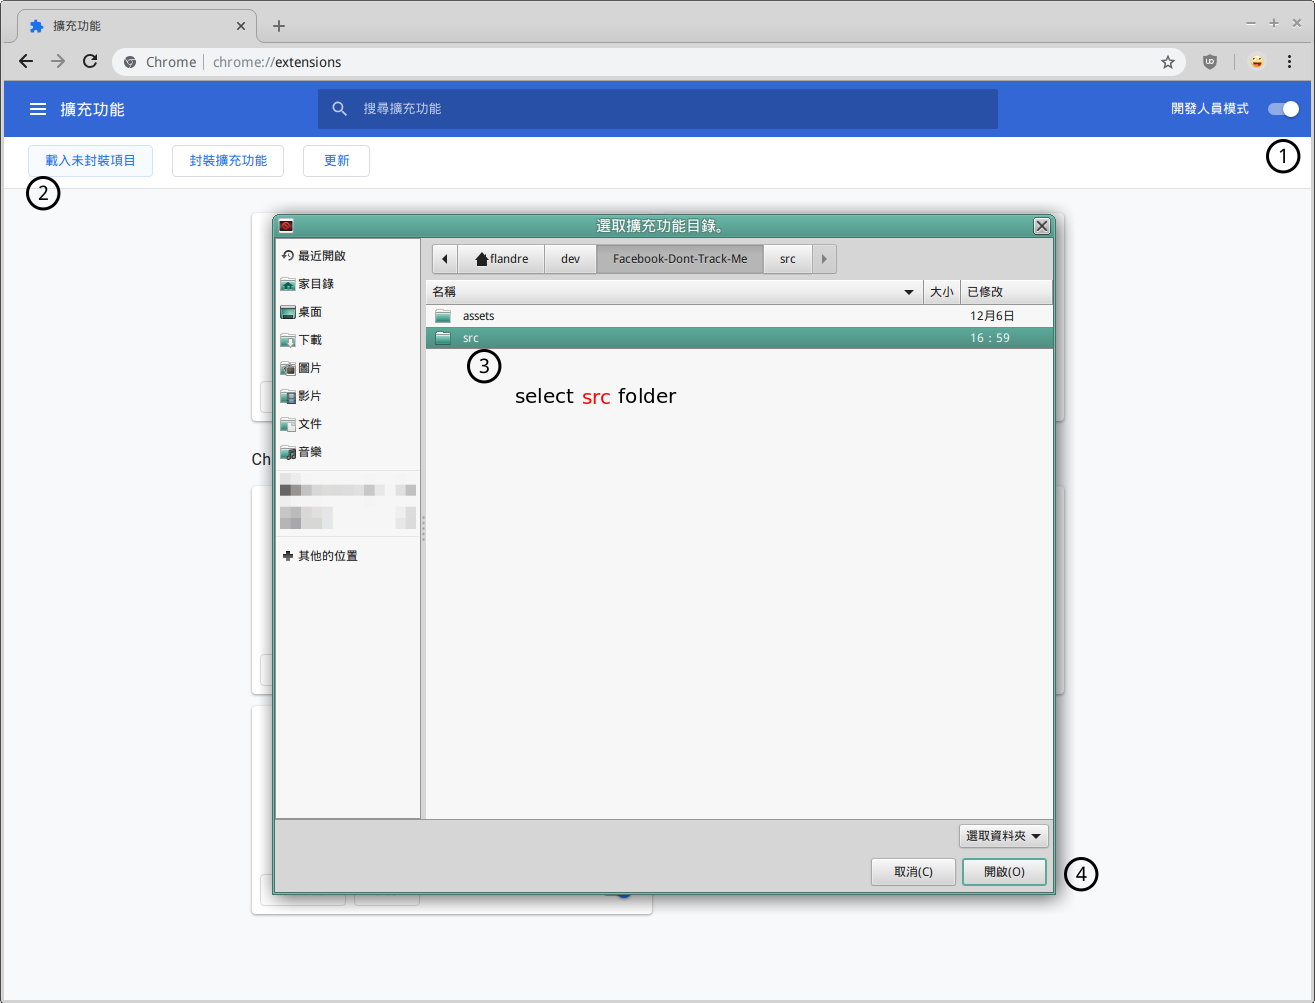 擴充功能
Chrome | chrome://extensions
擴充功能
搜尋擴充功能
開發人員模式
載入未封裝項目
封裝擴充功能
更新
1
2
選取擴充功能目錄。
最近開啟
家目錄
桌面
下載
圖片
影片
文件
音樂
其他的位置
flandre
dev
Facebook-Dont-Track-Me
src
名稱
大小
已修改
assets
12月6日
src
16：59
3
select src folder
Ch
選取資料夾
取消(C)
開啟(O)
4